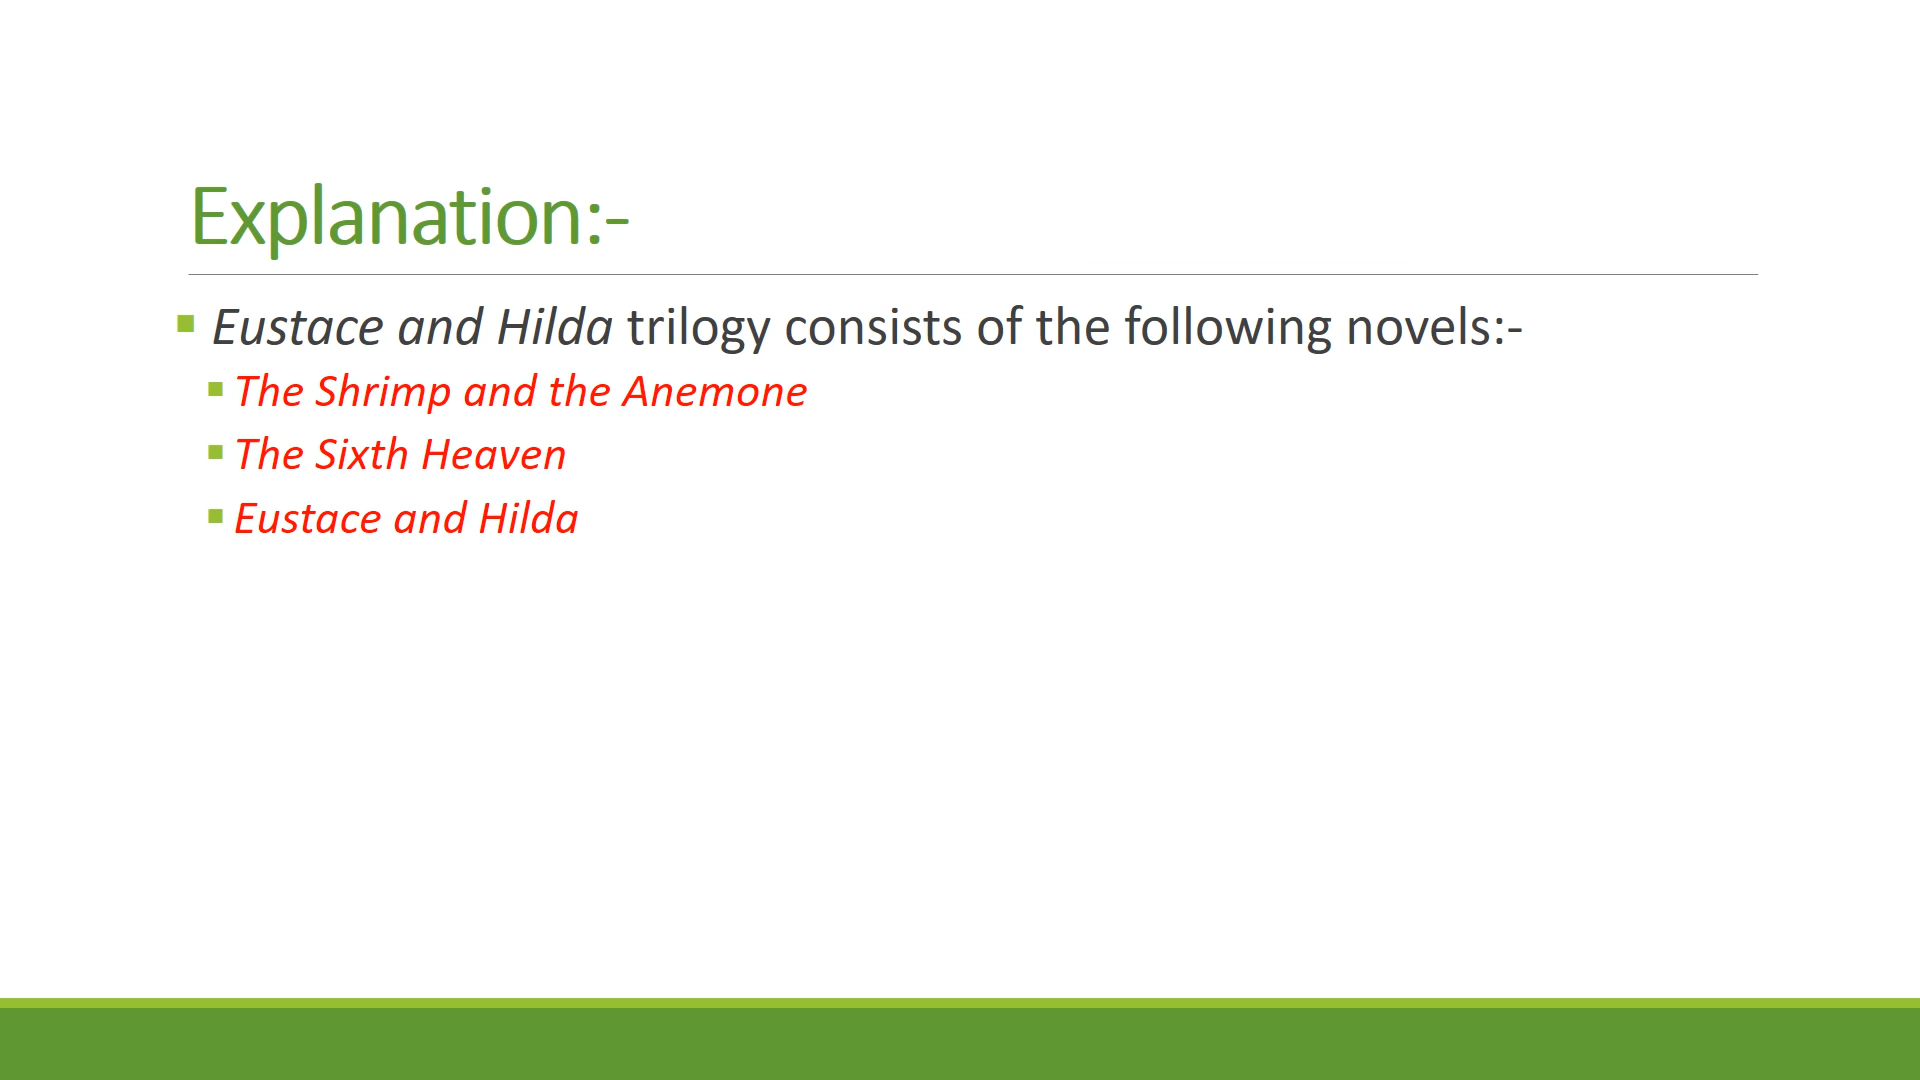 Explanation:-
Eustace and Hilda trilogy consists of the following novels:-
The Shrimp and the Anemone
The Sixth Heaven
Eustace and Hilda